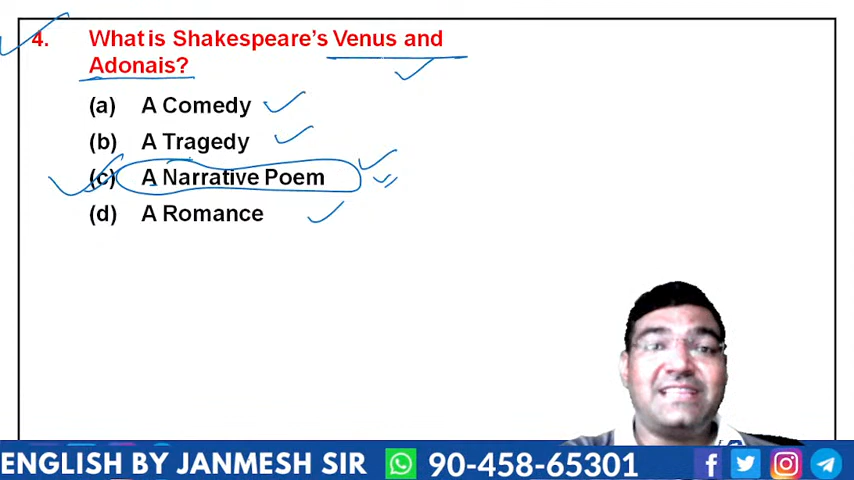 4. What is Shakespeare's Venus and
Adonais?
(a) A Comedy
(b) A Tragedy
(c) A Narrative Poem
(d) A Romance
ENGLISH BY JANMESH SIR 90-458-65301